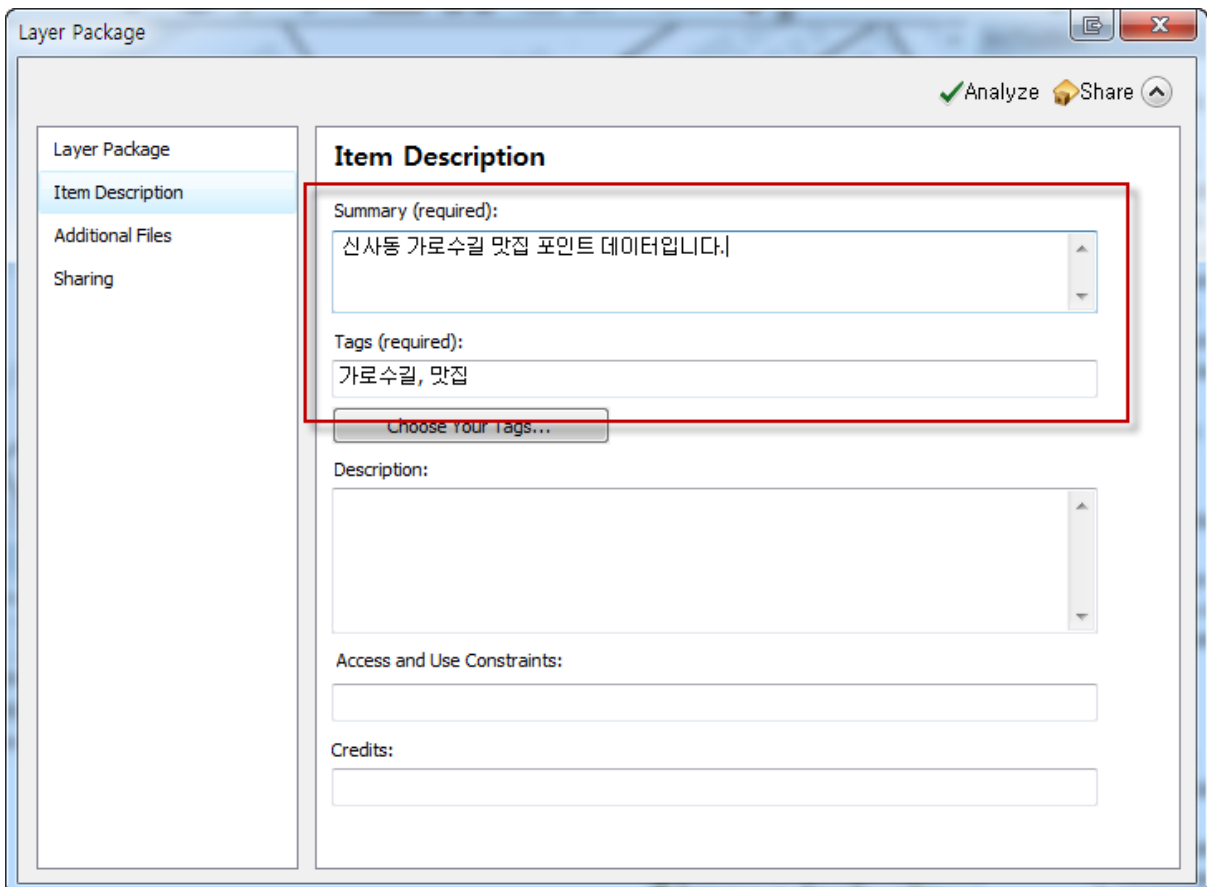 Layer Package
Analyze Share
Layer Package
Item Description
Additional Files
Sharing
Item Description
Summary (required):
신사동 가로수길 맛집 포인트 데이터입니다.
Tags (required):
가로수길, 맛집
Choose Your Tags...
Description:
Access and Use Constraints:
Credits: